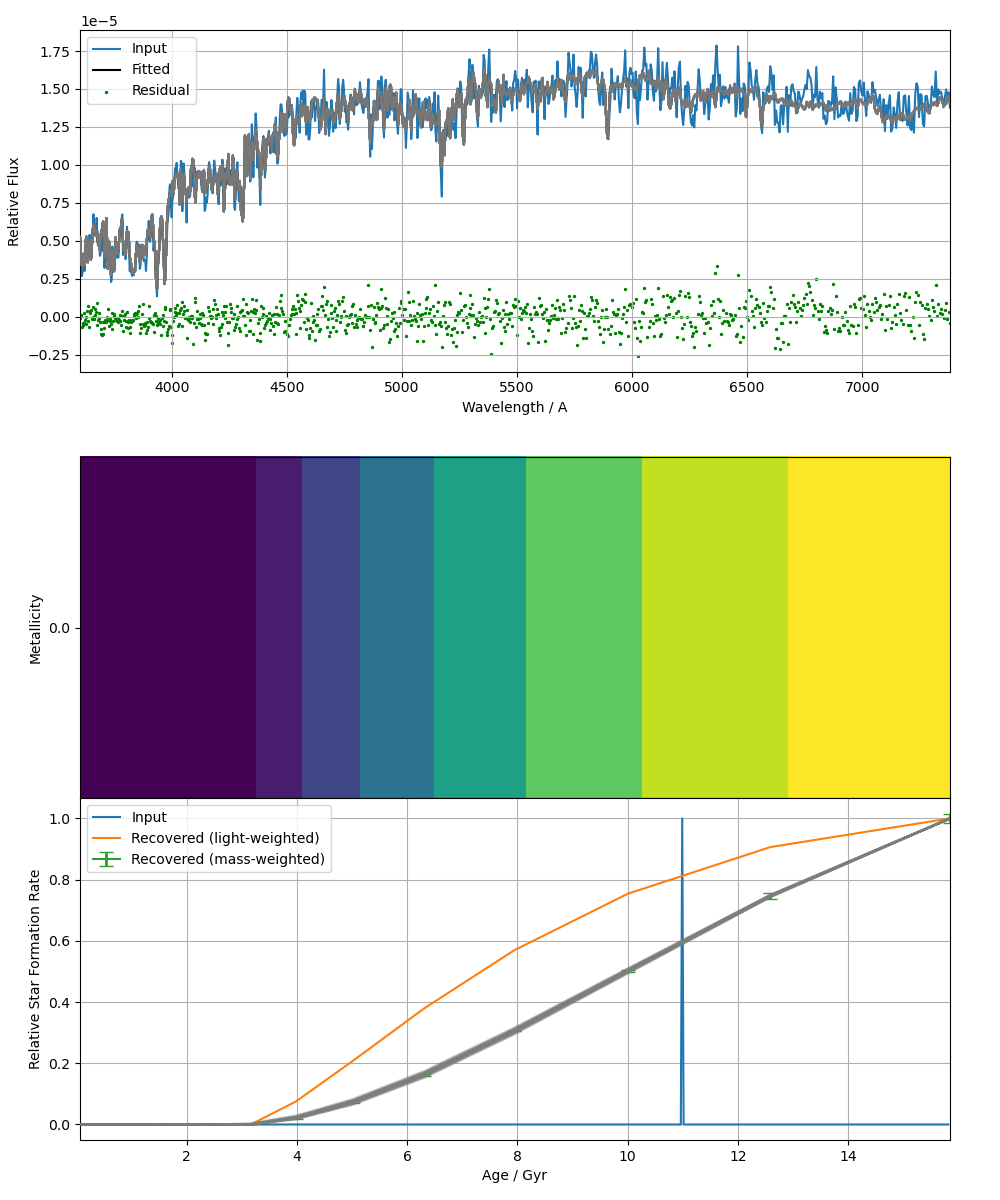 1e−5
1.75
1.50
1.25
1.00
0.75
0.50
0.25
0.00
−0.25
Relative Flux
Input
Fitted
Residual
4000 4500 5000 5500 6000 6500 7000
Wavelength / A
0.0
Metallicity
1.0
0.8
0.6
0.4
0.2
0.0
Relative Star Formation Rate
Input
Recovered (light-weighted)
Recovered (mass-weighted)
2 4 6 8 10 12 14
Age / Gyr